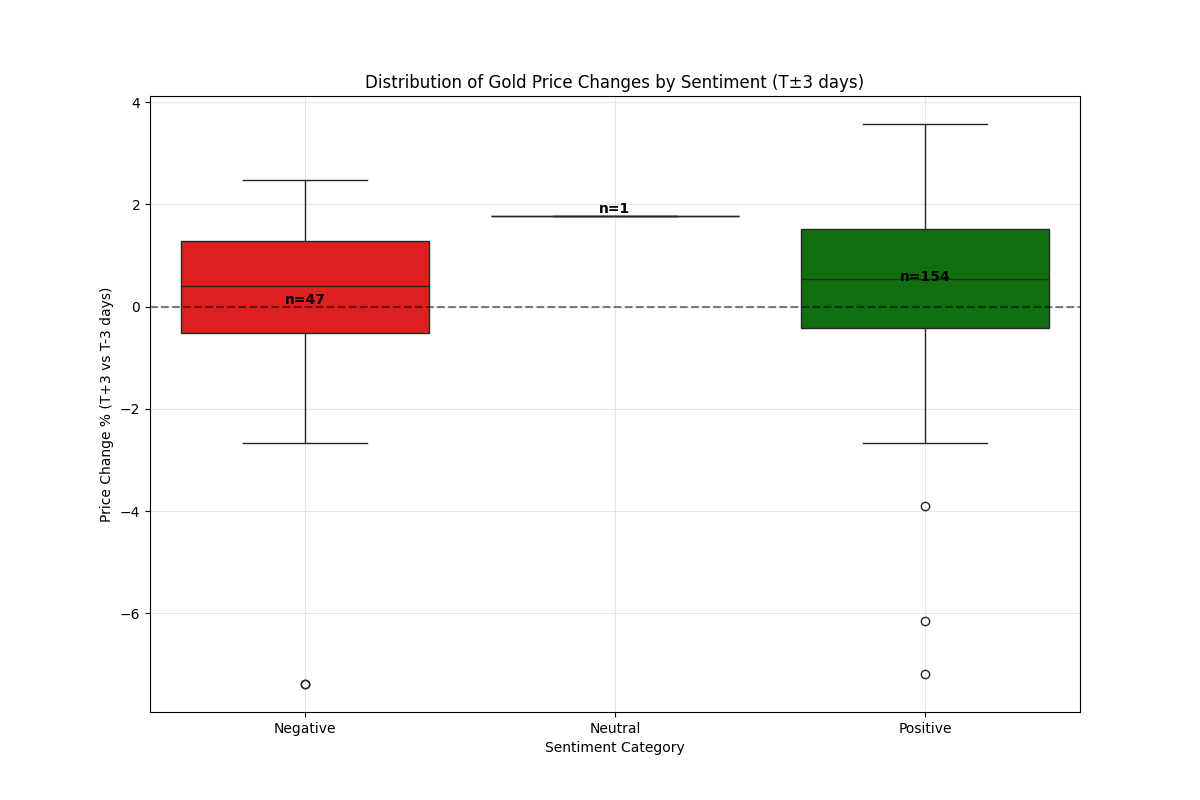 Distribution of Gold Price Changes by Sentiment (T±3 days)
Price Change % (T+3 vs T-3 days)
4
2
0
−2
−4
−6
n=47
n=1
n=154
Negative
Neutral
Positive
Sentiment Category